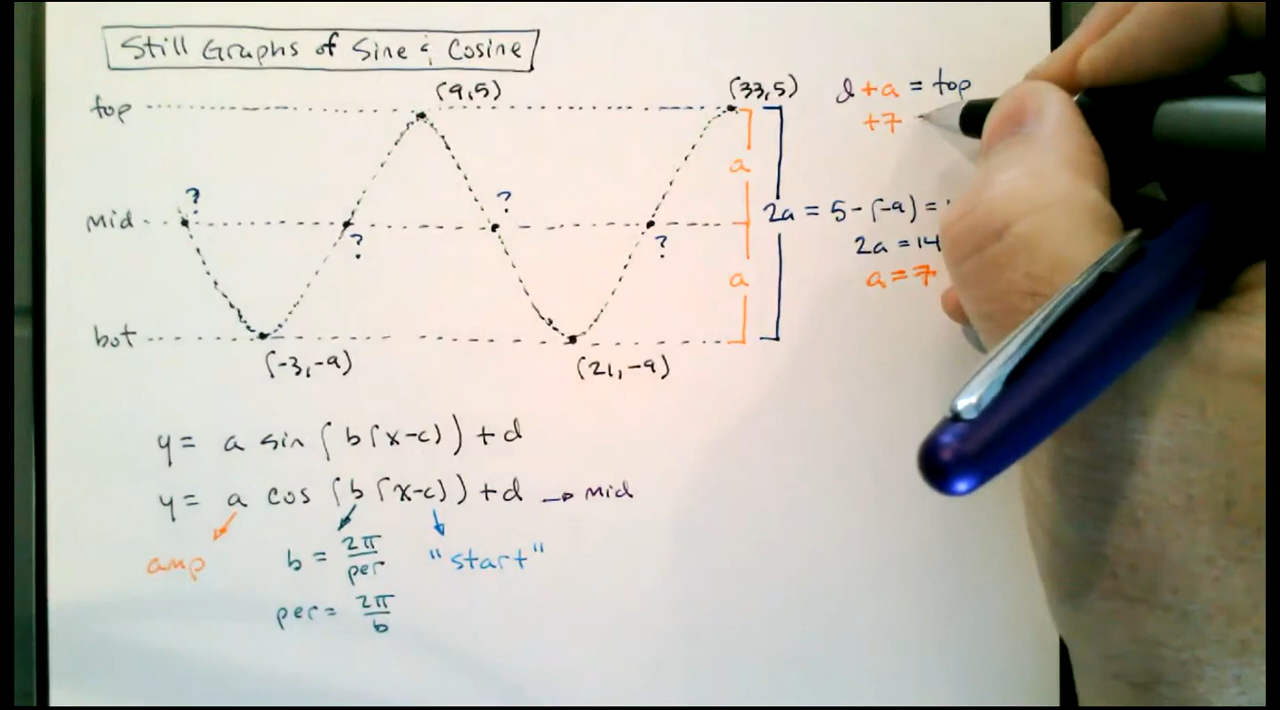 Still Graphs of Sine & Cosine
top
(9,5)
(33,5)
d + a = top
+7
a
?
?
Mid
2a = 5 - (-9) =
?
?
2a = 14
a = 7
a
bot
(-3,-9)
(21,-9)
y = a sin (b(x-c)) + d
y = a cos (b(x-c)) + d → Mid
amp
b = 2π/per
"start"
per = 2π/b